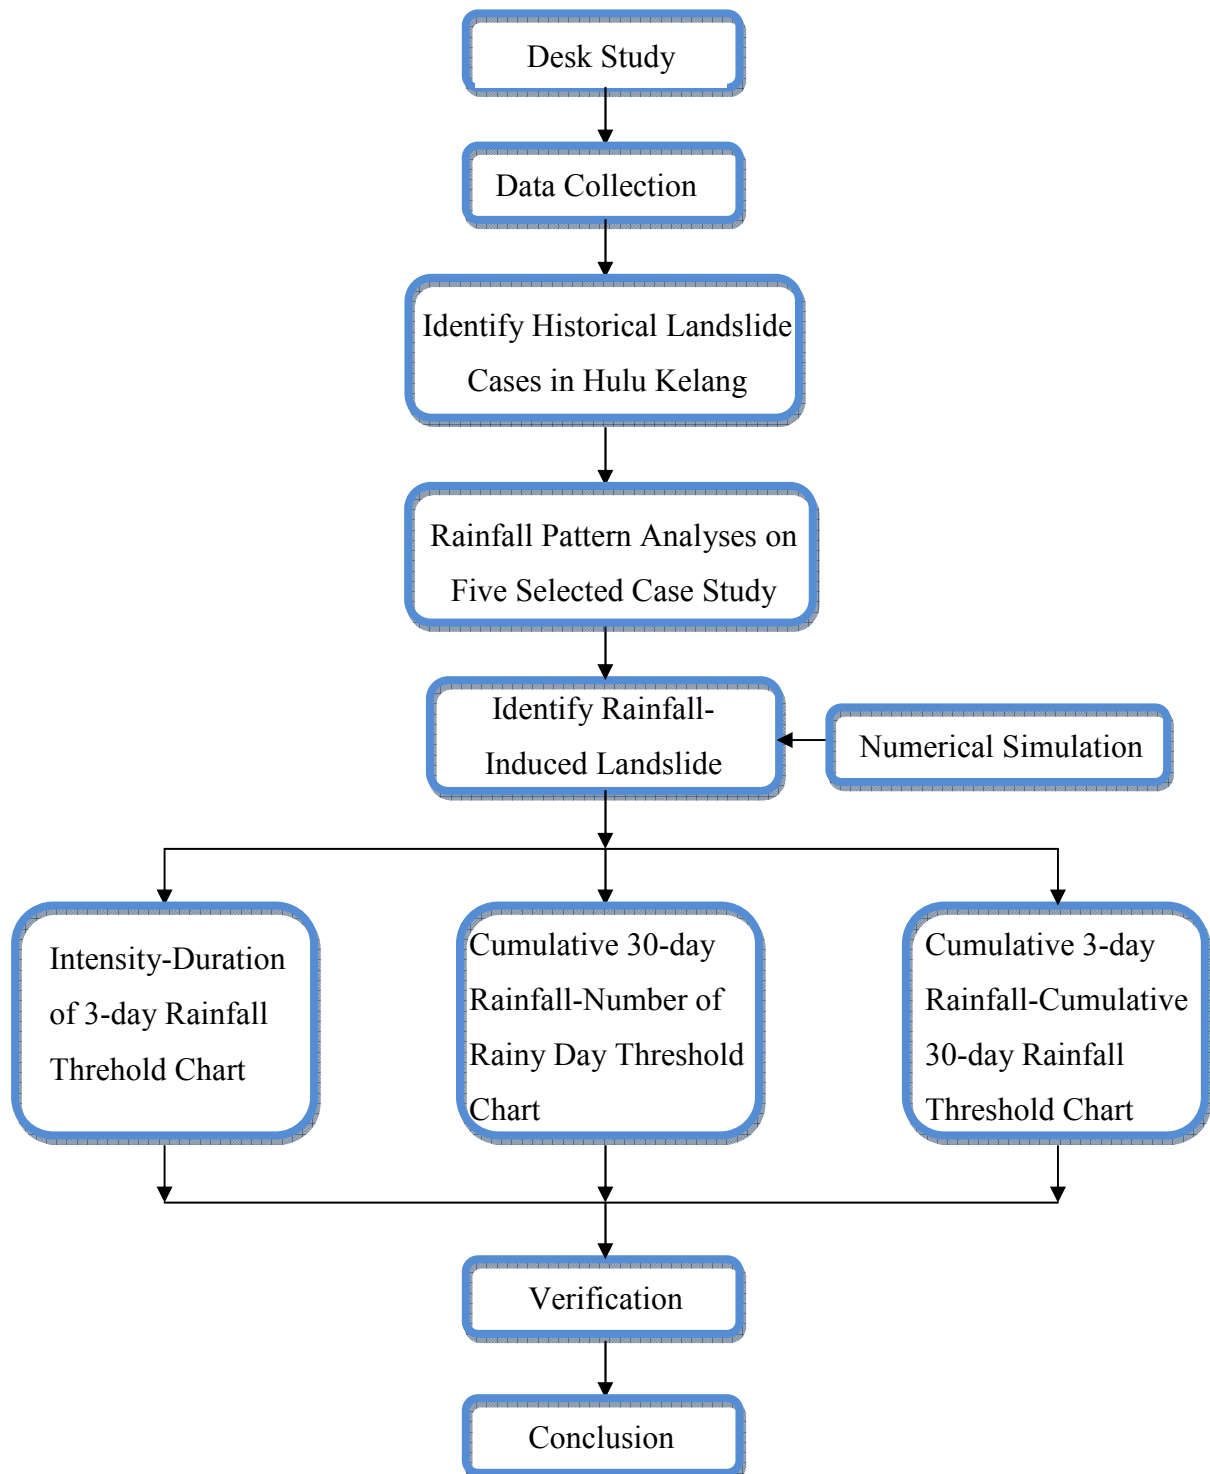 Desk Study
Data Collection
Identify Historical Landslide
Cases in Hulu Kelang
Rainfall Pattern Analyses on
Five Selected Case Study
Identify Rainfall-
Induced Landslide
Numerical Simulation
Intensity-Duration
of 3-day Rainfall
Threhold Chart
Cumulative 30-day
Rainfall-Number of
Rainy Day Threshold
Chart
Cumulative 3-day
Rainfall-Cumulative
30-day Rainfall
Threshold Chart
Verification
Conclusion